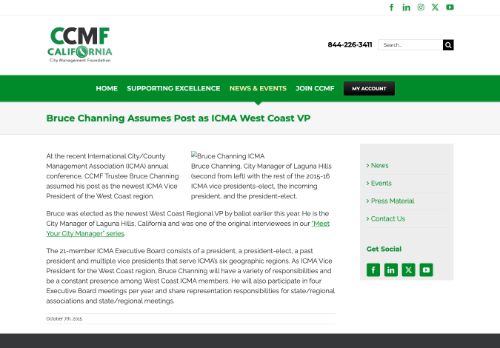 CCMF
CALIFORNIA
City Management Foundation
844-226-3411
Search...
HOME
SUPPORTING EXCELLENCE
NEWS & EVENTS
JOIN CCMF
MY ACCOUNT
Bruce Channing Assumes Post as ICMA West Coast VP
At the recent International City/County
Management Association (ICMA) annual
conference, CCMF Trustee Bruce Channing
assumed his post as the newest ICMA Vice
President of the West Coast region.
Bruce Channing ICMA
Bruce Channing, City Manager of Laguna Hills
(second from left) with the rest of the 2015-16
ICMA vice presidents-elect, the incoming
president, and the president-elect.
Bruce was elected as the newest West Coast Regional VP by ballot earlier this year. He is the
City Manager of Laguna Hills, California and was one of the original interviewees in our "Meet
Your City Manager" series.
The 21-member ICMA Executive Board consists of a president, a president-elect, a past
president and multiple vice presidents that serve ICMA's six geographic regions. As ICMA Vice
President for the West Coast region, Bruce Channing will have a variety of responsibilities and
be a constant presence among West Coast ICMA members. He will also participate in four
Executive Board meetings per year and share representation responsibilities for state/regional
associations and state/regional meetings.
October 7th, 2015
> News
> Events
> Press Material
> Contact Us
Get Social